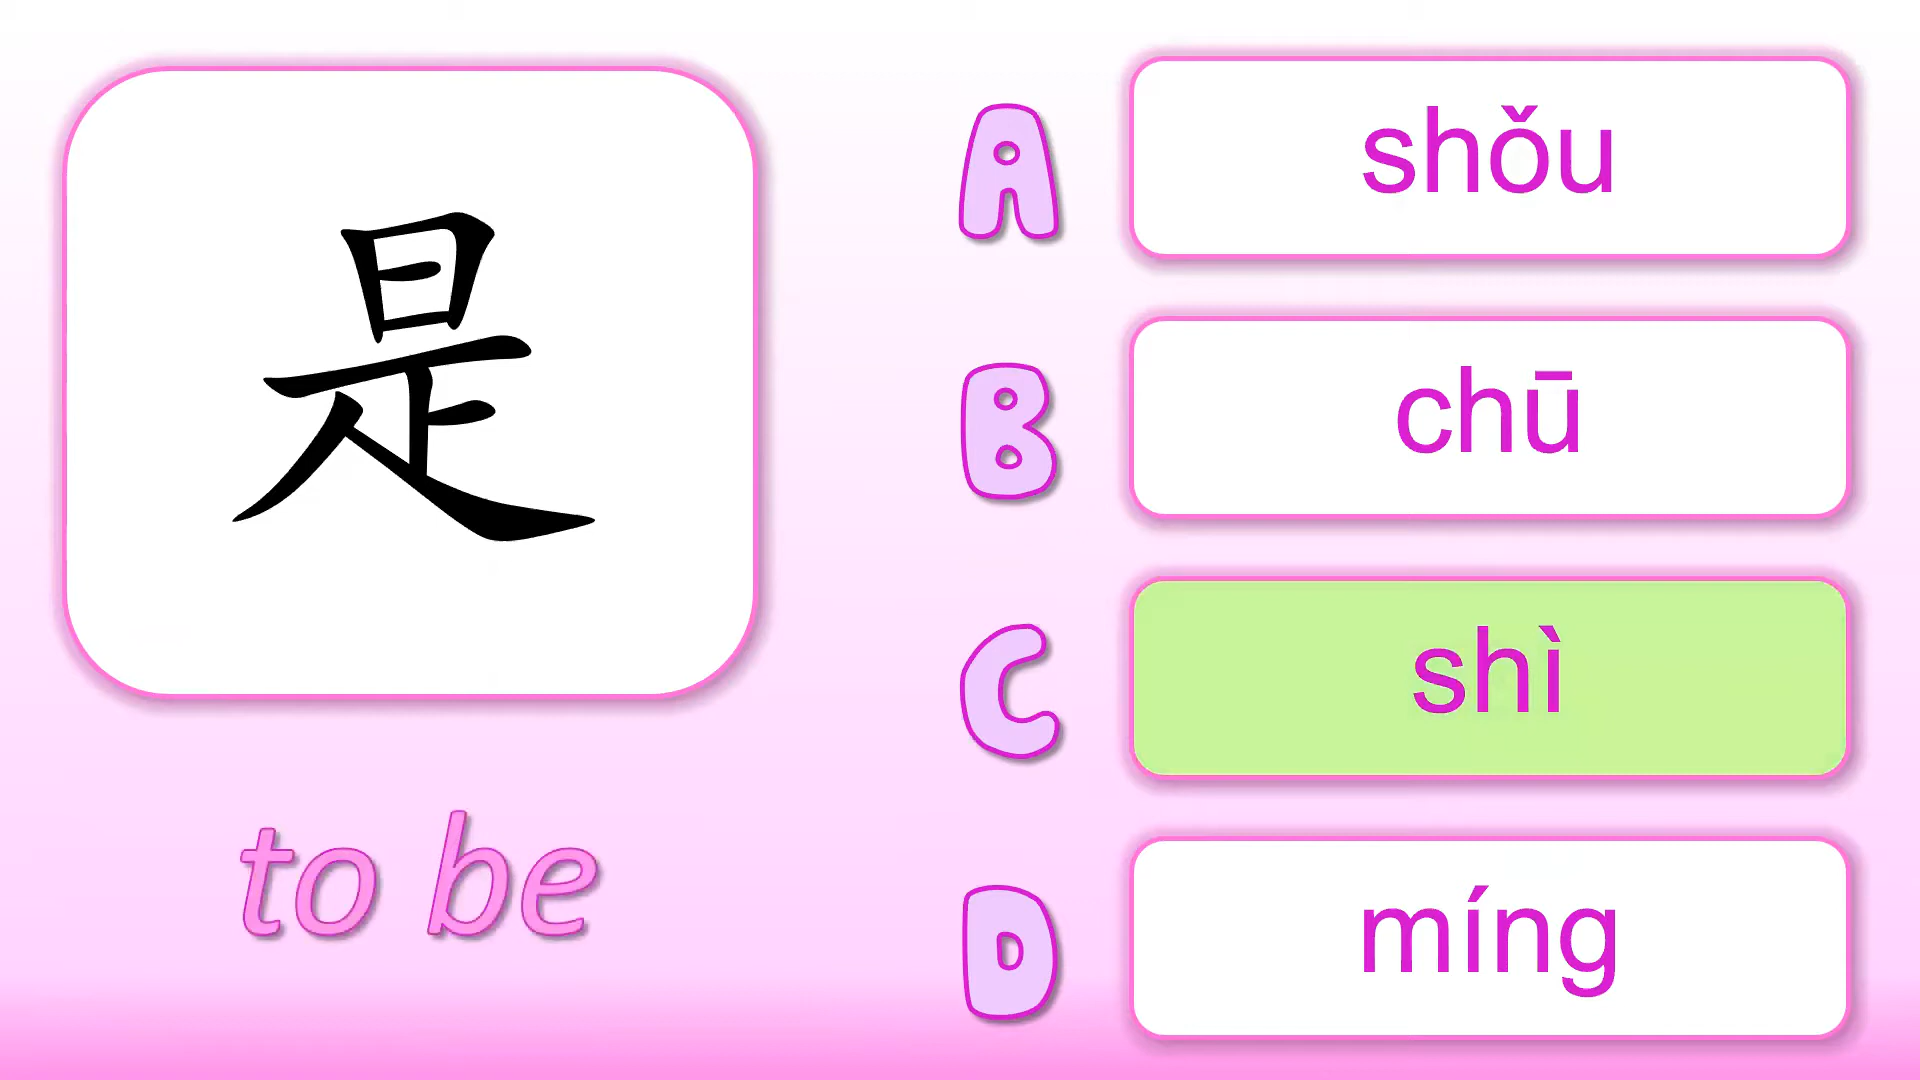 是
to be
A shǒu
B chū
C shì
D míng